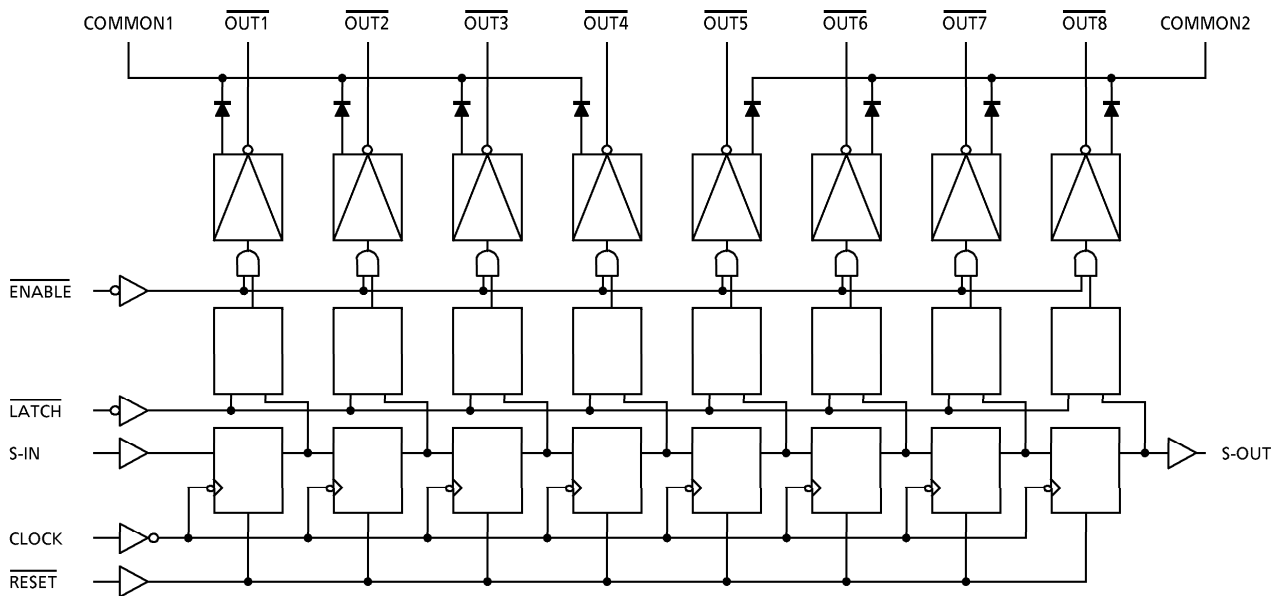 COMMON1 OUT1 OUT2 OUT3 OUT4 OUT5 OUT6 OUT7 OUT8 COMMON2
ENABLE
LATCH
S-IN S-OUT
CLOCK
RESET